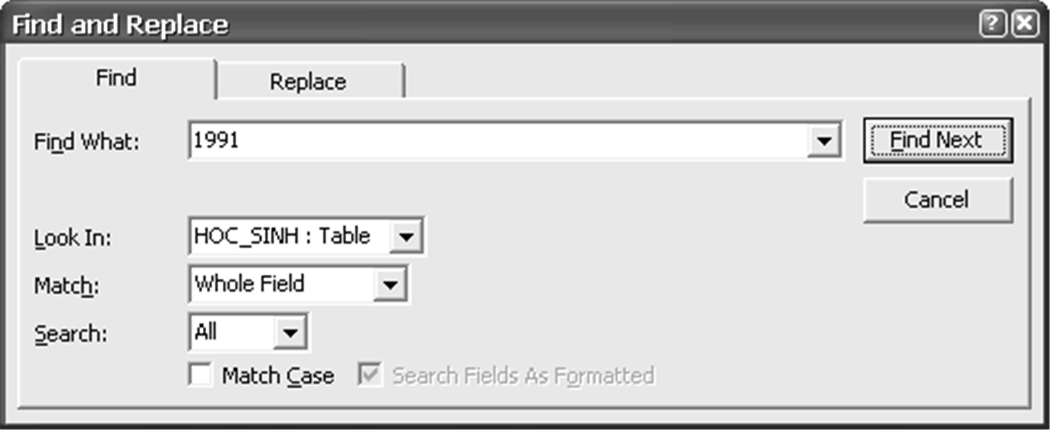 Find and Replace
Find Replace
Find What: 1991 Find Next
Cancel
Look In: HOC_SINH : Table
Match: Whole Field
Search: All
Match Case Search Fields As Formatted